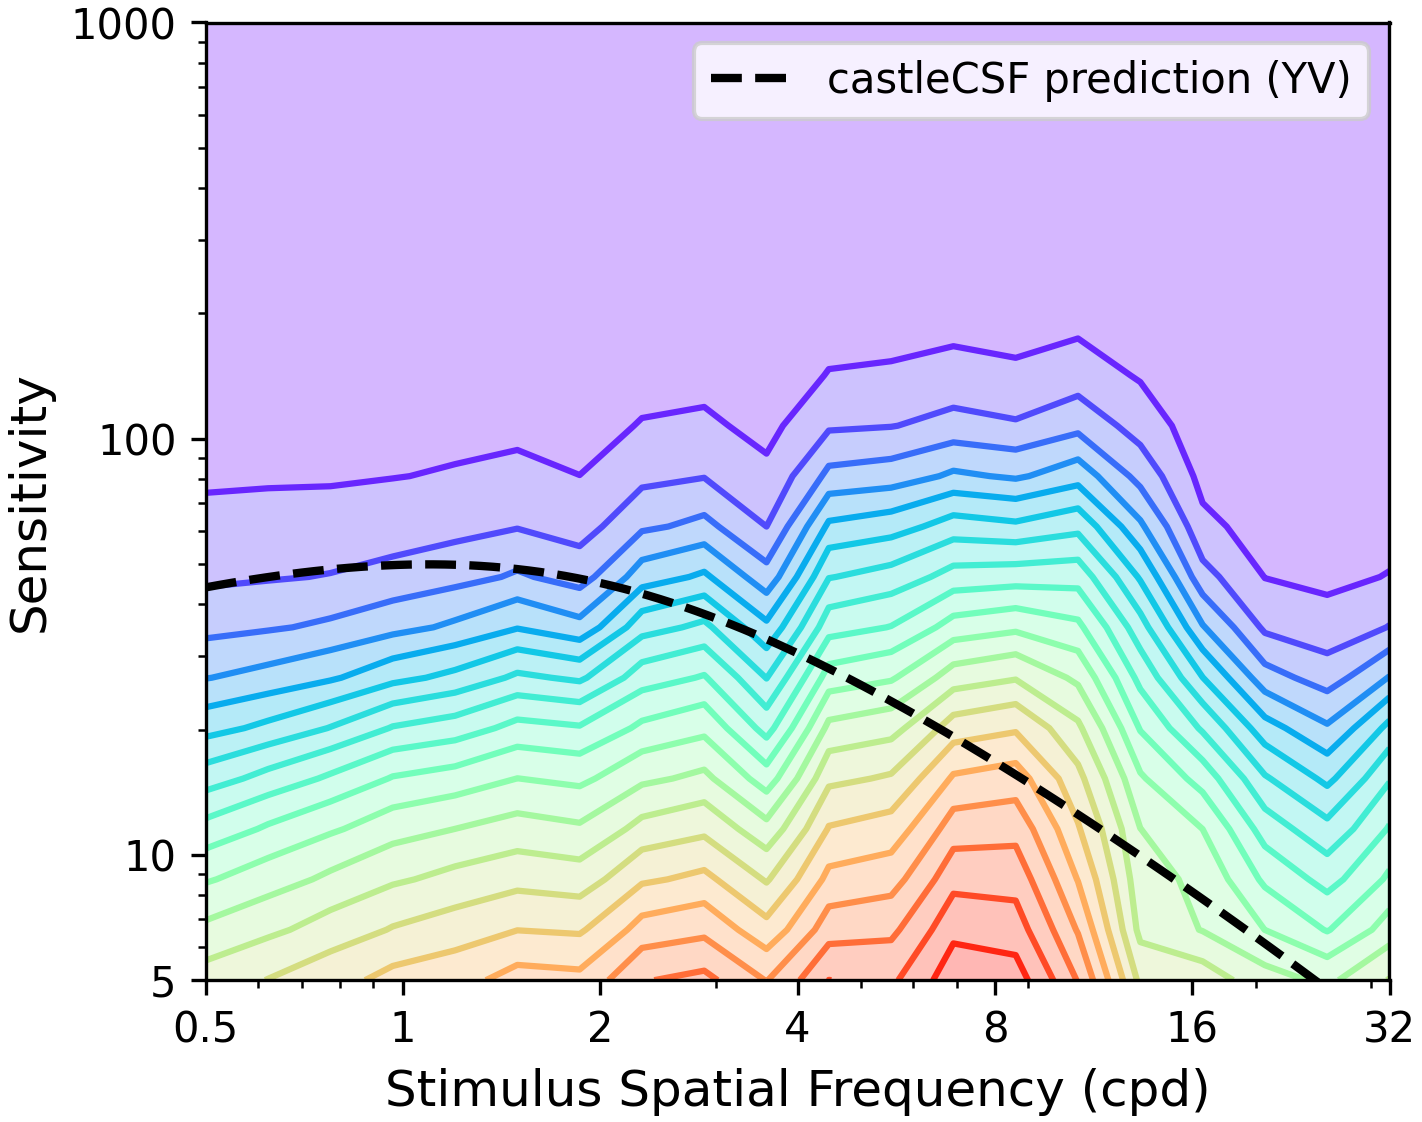 1000
castleCSF prediction (YV)
Sensitivity
100
10
5
0.5 1 2 4 8 16 32
Stimulus Spatial Frequency (cpd)